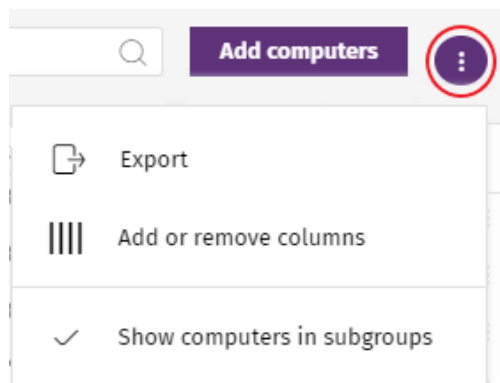 Add computers
Export
Add or remove columns
Show computers in subgroups